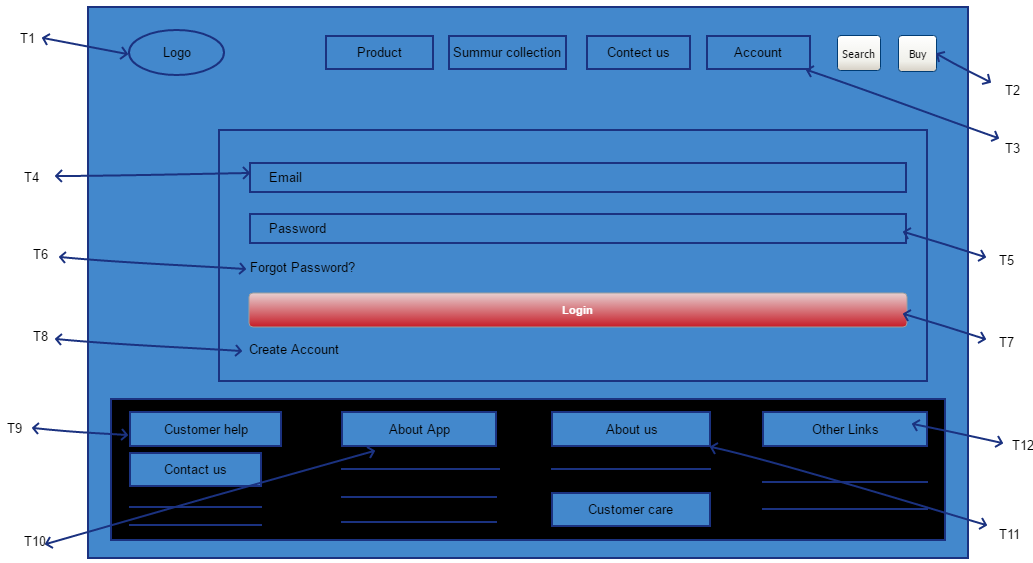 T1
Logo
Product
Summur collection
Contect us
Account
Search
Buy
T2
T3
T4
Email
Password
T5
T6
Forgot Password?
Login
T7
T8
Create Account
T9
Customer help
About App
About us
Other Links
T12
Contact us
Customer care
T10
T11